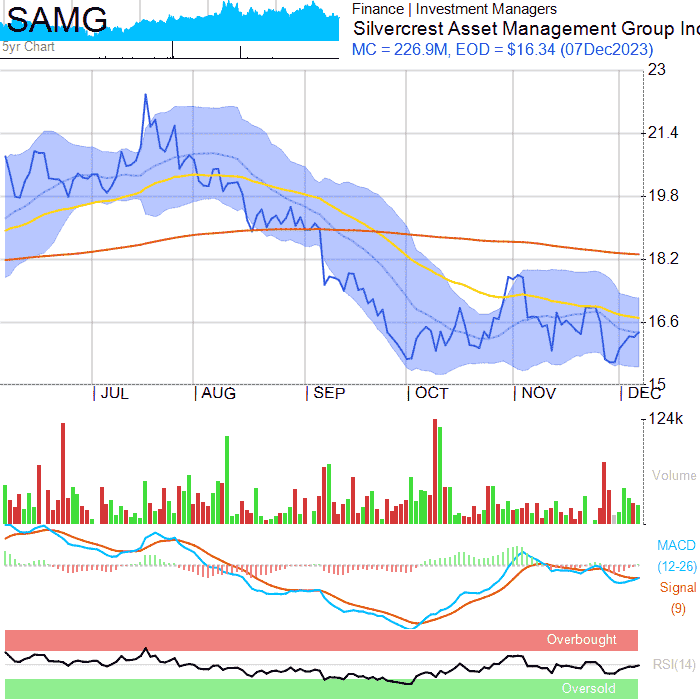 SAMG
5yr Chart
Finance | Investment Managers
Silvercrest Asset Management Group Inc
MC = 226.9M, EOD = $16.34 (07Dec2023)
23
21.4
19.8
18.2
16.6
15
JUL
AUG
SEP
OCT
NOV
DEC
124k
Volume
MACD
(12-26)
Signal
(9)
Overbought
RSI(14)
Oversold